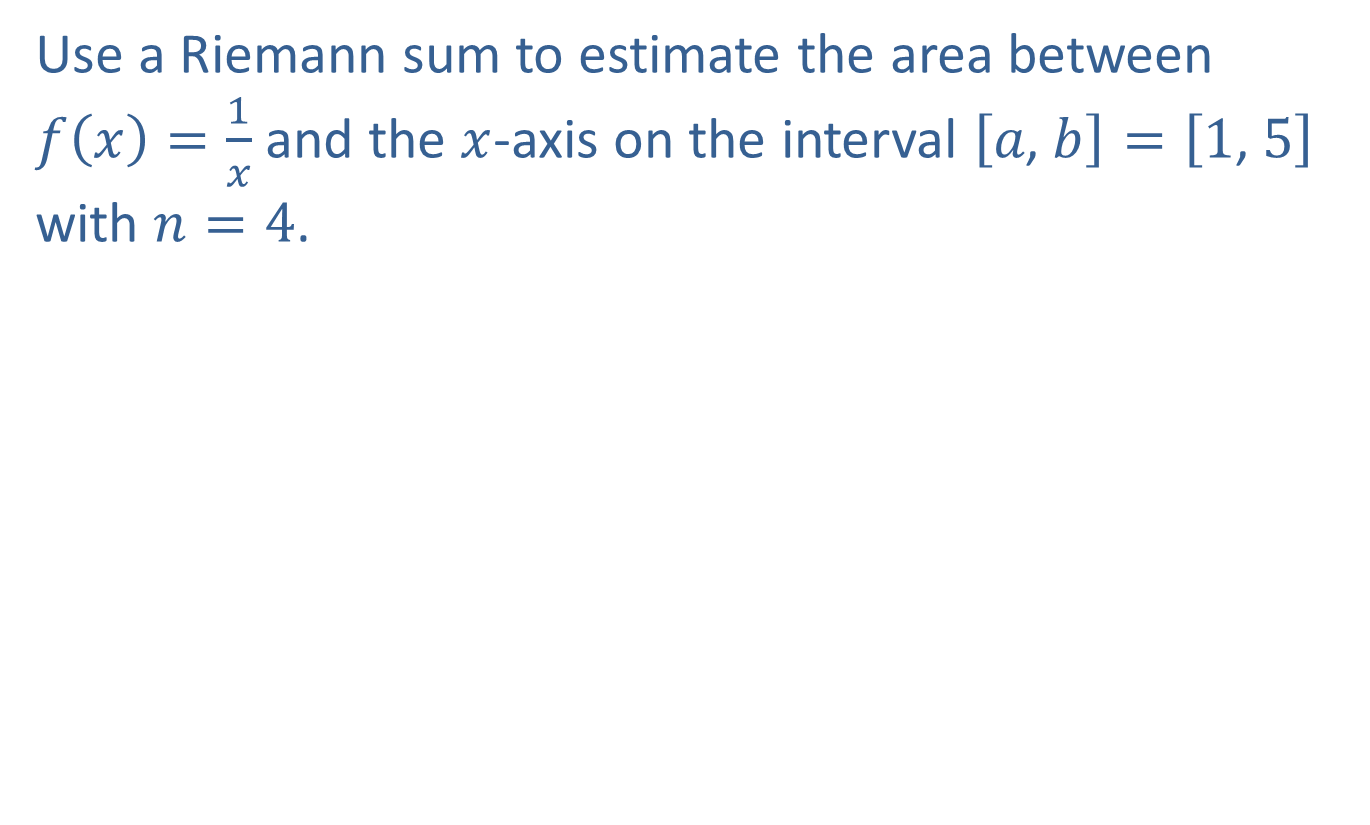 Use a Riemann sum to estimate the area between
f(x) = 1/x and the x-axis on the interval [a, b] = [1, 5]
with n = 4.